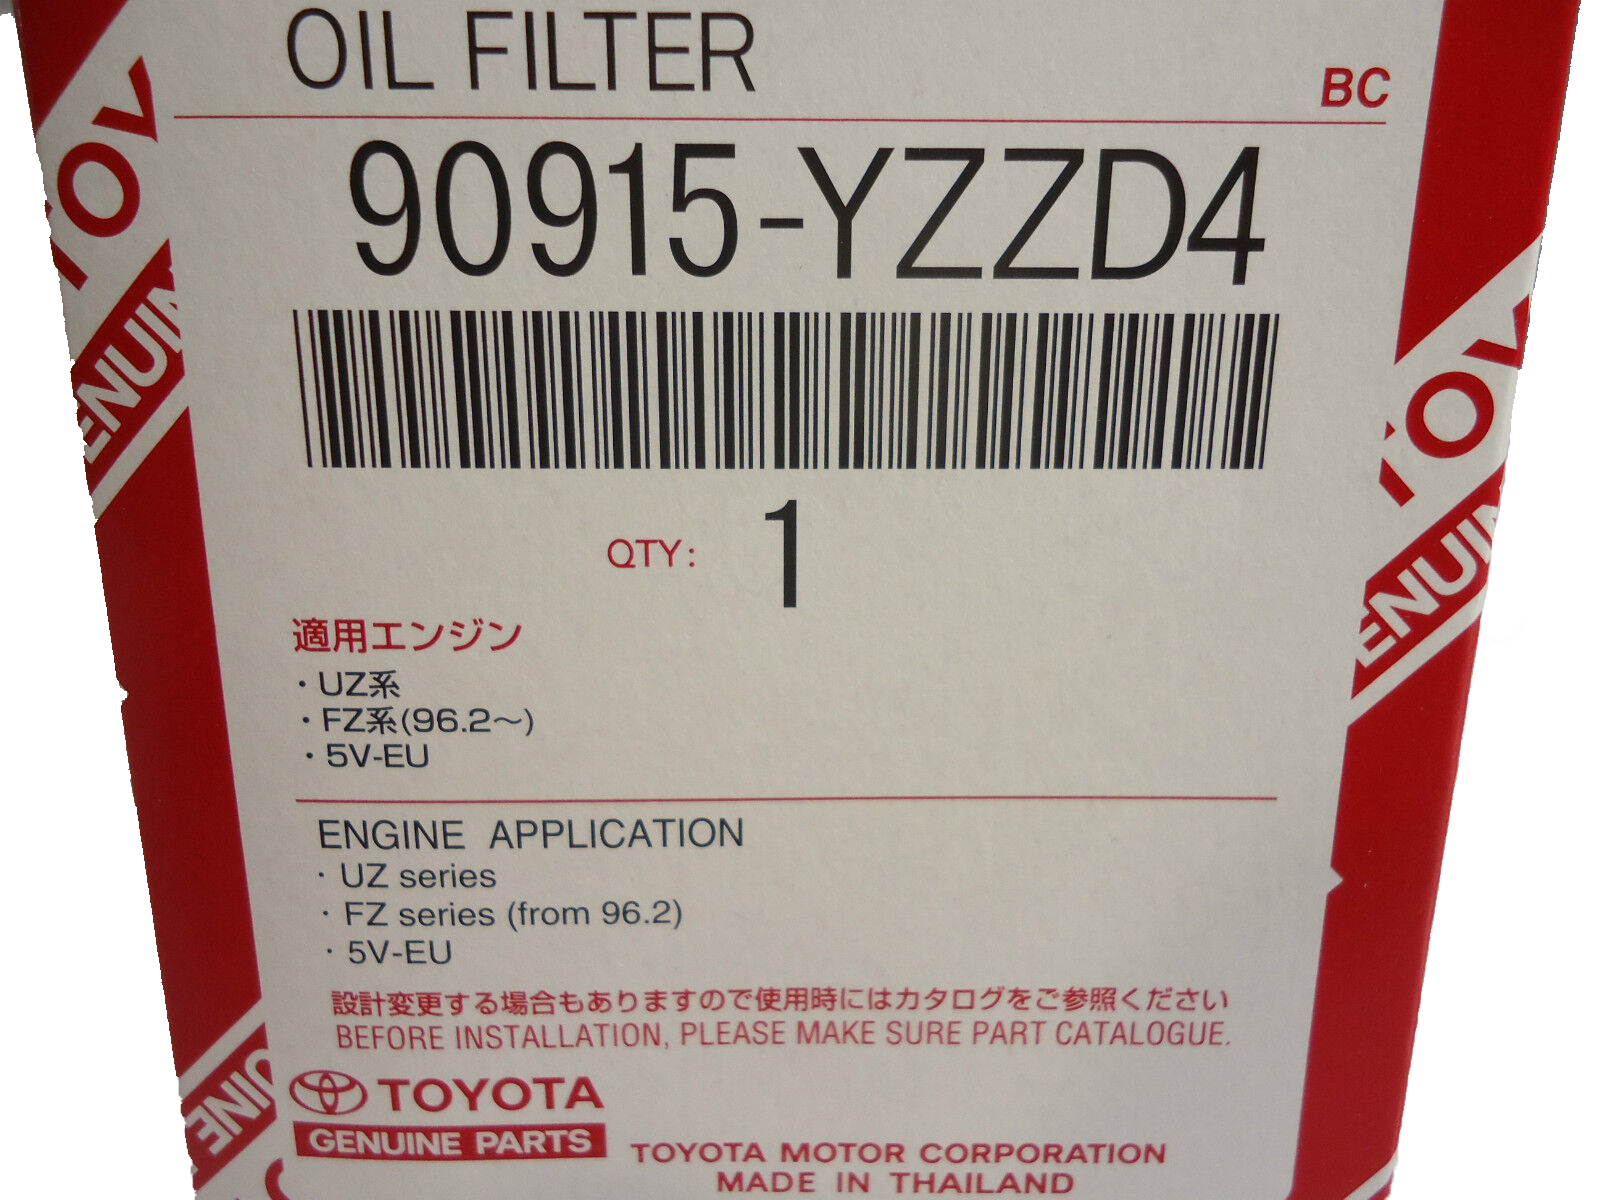 OIL FILTER
BC
90915-YZZD4
QTY: 1
適用エンジン
・UZ系
・FZ系(96.2〜)
・5V-EU
ENGINE APPLICATION
・UZ series
・FZ series (from 96.2)
・5V-EU
設計変更する場合もありますので使用時にはカタログをご参照ください
BEFORE INSTALLATION, PLEASE MAKE SURE PART CATALOGUE.
TOYOTA
GENUINE PARTS
TOYOTA MOTOR CORPORATION
MADE IN THAILAND